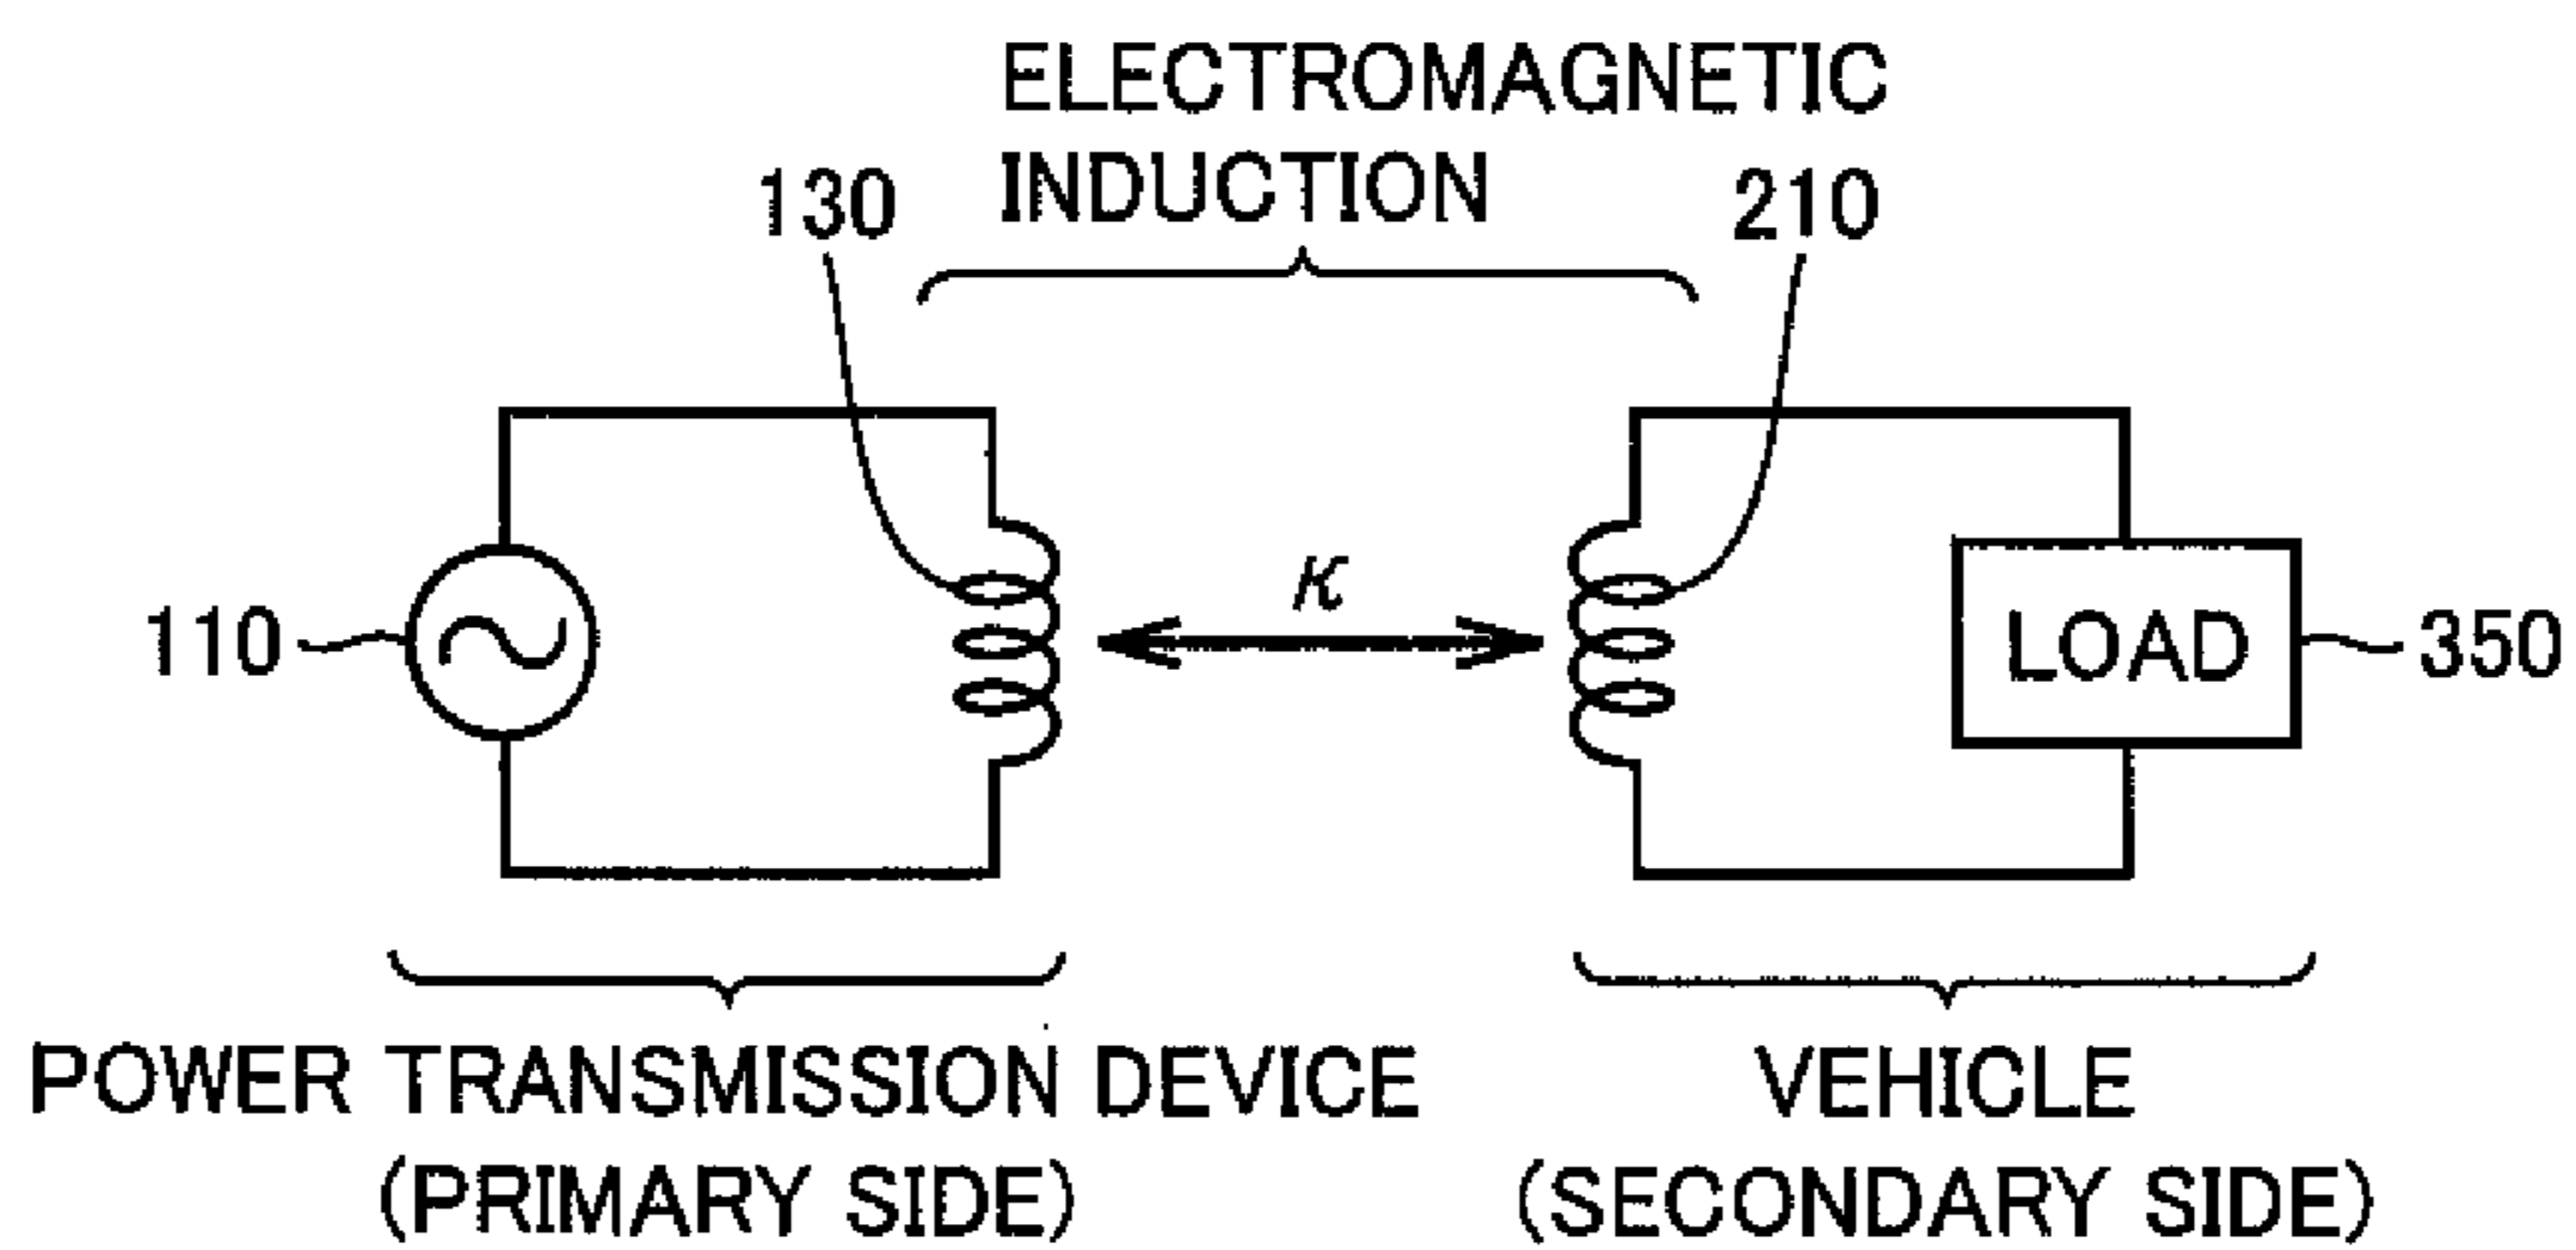 ELECTROMAGNETIC
INDUCTION
130
210
κ
110
LOAD
350
POWER TRANSMISSION DEVICE
(PRIMARY SIDE)
VEHICLE
(SECONDARY SIDE)